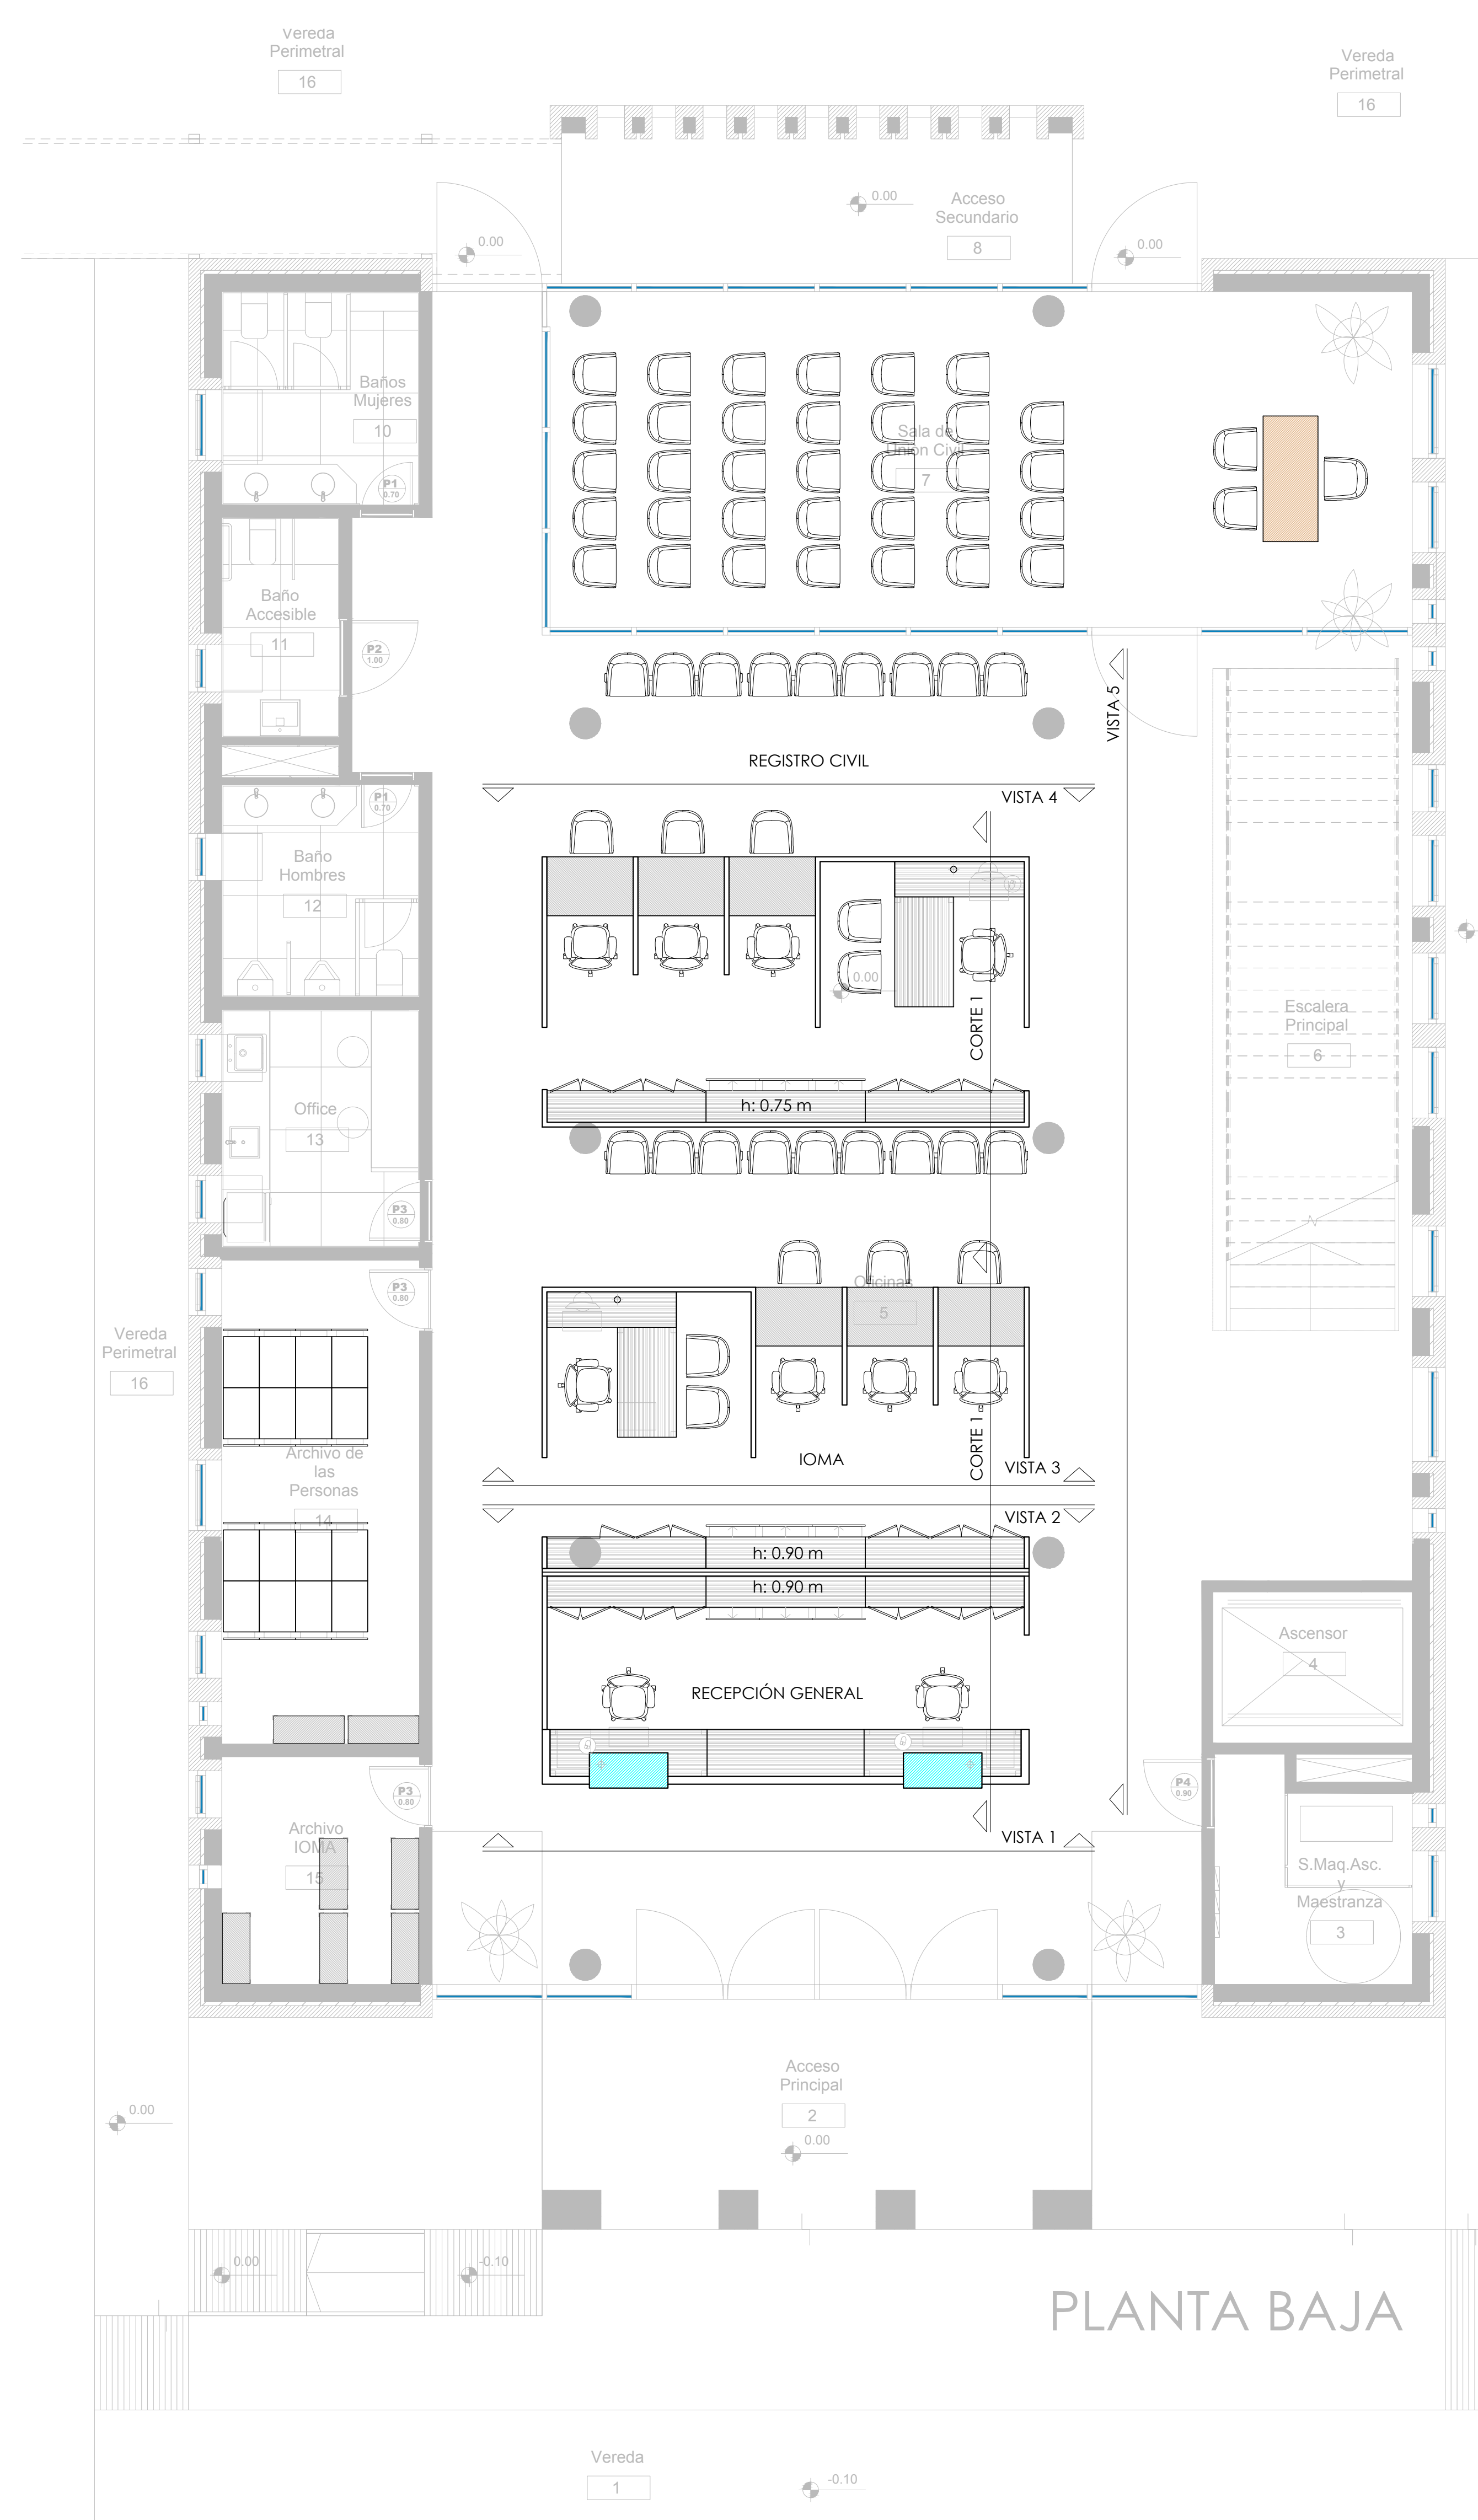 Vereda
Perimetral
16
Vereda
Perimetral
16
0.00
Acceso
Secundario
8
0.00
0.00
Baños
Mujeres
10
P1
0.70
Sala de
Unión Civil
7
Baño
Accesible
11
P2
1.00
VISTA 5
REGISTRO CIVIL
VISTA 4
P1
0.70
Baño
Hombres
12
0.00
CORTE 1
Escalera
Principal
6
Office
13
h: 0.75 m
P3
0.80
P3
0.80
Oficinas
5
Vereda
Perimetral
16
Archivo de
las
Personas
14
IOMA
CORTE 1
VISTA 3
VISTA 2
h: 0.90 m
h: 0.90 m
Ascensor
4
RECEPCIÓN GENERAL
P3
0.80
P4
0.90
Archivo
IOMA
15
VISTA 1
S.Maq.Asc.
y
Maestranza
3
Acceso
Principal
2
0.00
0.00
0.00
-0.10
PLANTA BAJA
Vereda
1
-0.10